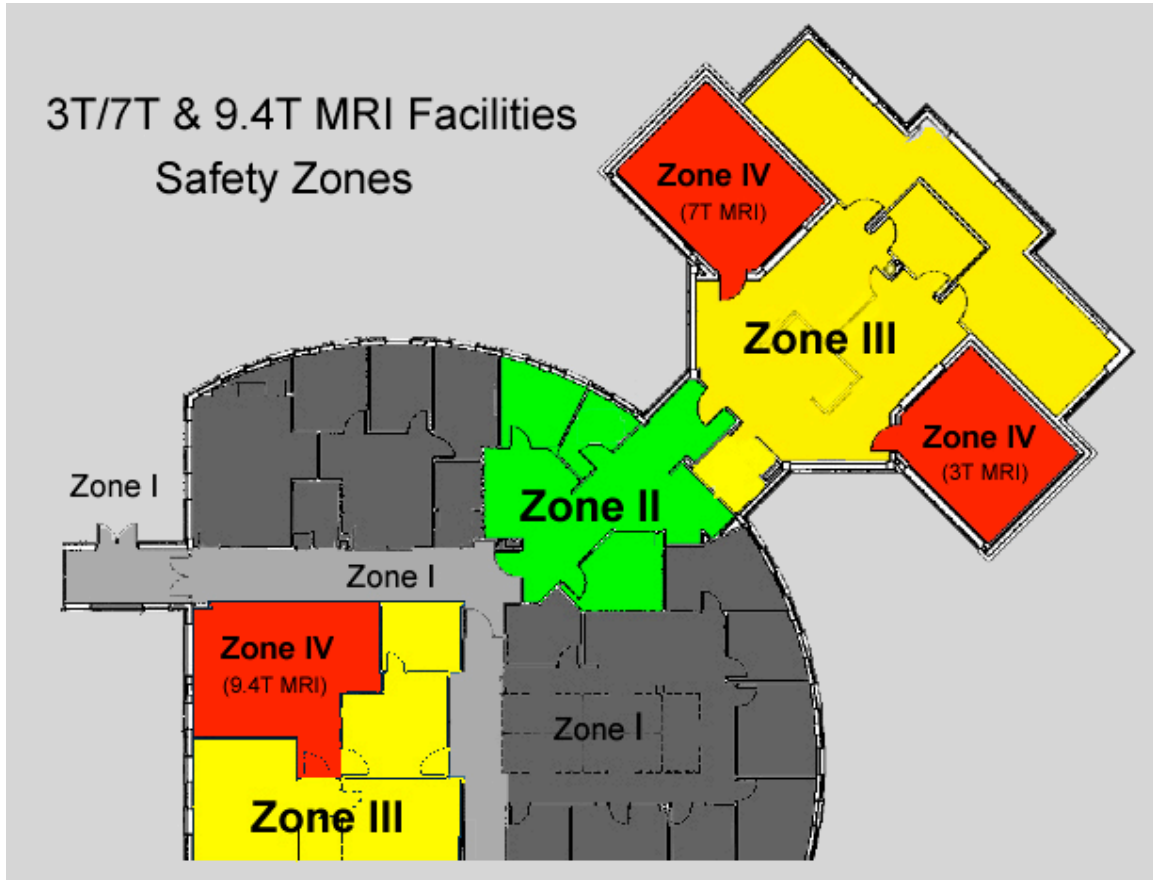 3T/7T & 9.4T MRI Facilities
Safety Zones
Zone IV
(7T MRI)
Zone III
Zone IV
(3T MRI)
Zone I
Zone II
Zone I
Zone IV
(9.4T MRI)
Zone I
Zone III